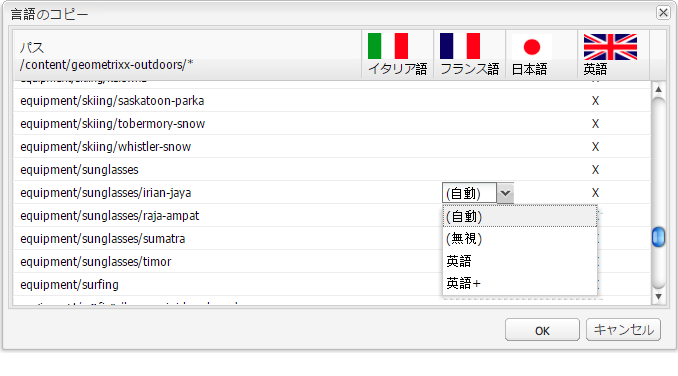 言語のコピー
パス
/content/geometrixx-outdoors/*
イタリア語 フランス語 日本語 英語
equipment/skiing/saskatoon-parka X
equipment/skiing/tobermory-snow X
equipment/skiing/whistler-snow X
equipment/sunglasses X
equipment/sunglasses/irian-jaya (自動) X
equipment/sunglasses/raja-ampat (自動)
equipment/sunglasses/sumatra (無視)
equipment/sunglasses/timor 英語
equipment/surfing 英語+
OK キャンセル